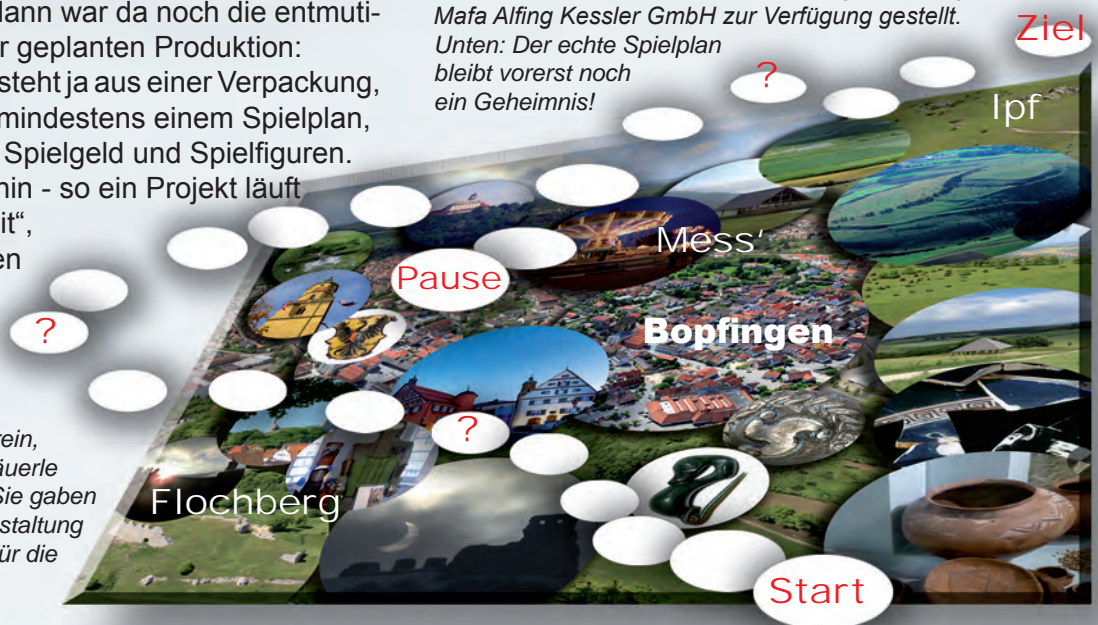 dann war da noch die entmuti-
r geplanten Produktion:
steht ja aus einer Verpackung,
mindestens einem Spielplan,
Spielgeld und Spielfiguren.
hin - so ein Projekt läuft
it“,
en
Mafa Alfing Kessler GmbH zur Verfügung gestellt.
Unten: Der echte Spielplan
bleibt vorerst noch
ein Geheimnis!
Ziel
?
Ipf
Mess‘
Pause
Bopfingen
?
?
Flochberg
Start
rein,
äuerle
Sie gaben
staltung
für die